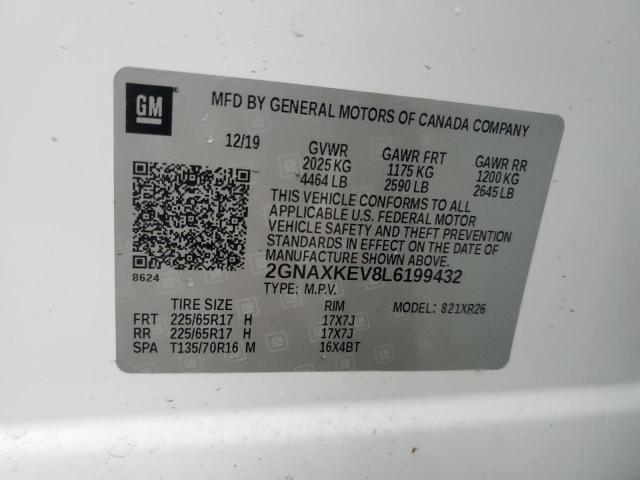 GM
MFD BY GENERAL MOTORS OF CANADA COMPANY
12/19 GVWR GAWR FRT GAWR RR
2025 KG 1175 KG 1200 KG
4464 LB 2590 LB 2645 LB
THIS VEHICLE CONFORMS TO ALL
APPLICABLE U.S. FEDERAL MOTOR
VEHICLE SAFETY AND THEFT PREVENTION
STANDARDS IN EFFECT ON THE DATE OF
MANUFACTURE SHOWN ABOVE.
8624 2GNAXKEV8L6199432
TYPE: M.P.V. MODEL: 821XR26
TIRE SIZE RIM
FRT 225/65R17 H 17X7J
RR 225/65R17 H 17X7J
SPA T135/70R16 M 16X4BT